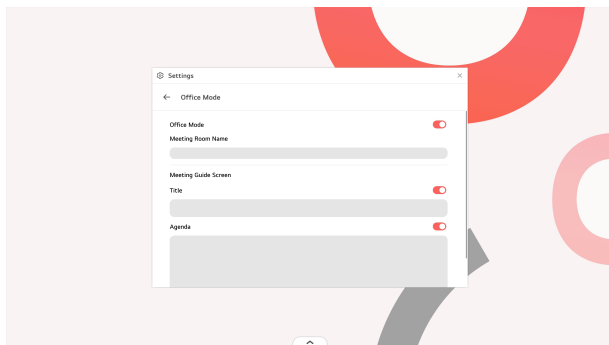 Settings
Office Mode
Office Mode
Meeting Room Name
Meeting Guide Screen
Title
Agenda